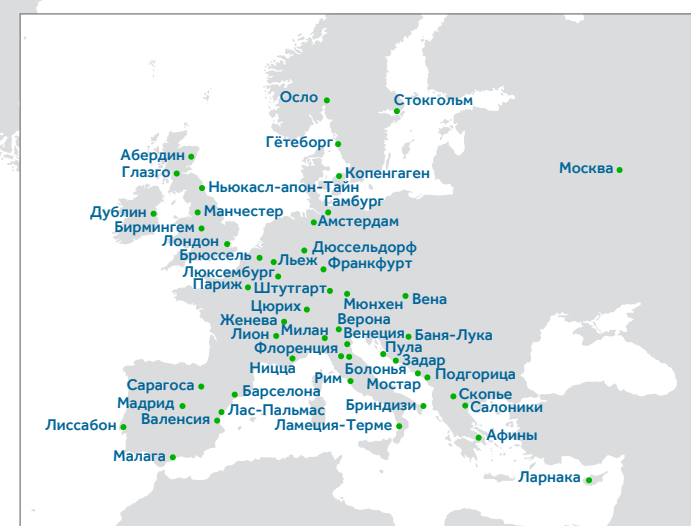 Осло
Стокгольм
Гётеборг
Абердин
Глазго
Копенгаген
Москва
Ньюкасл-апон-Тайн
Гамбург
Дублин
Манчестер
Амстердам
Бирмингем
Лондон
Дюссельдорф
Брюссель
Льеж
Франкфурт
Люксембург
Париж
Штутгарт
Мюнхен
Вена
Цюрих
Женева
Верона
Лион
Милан
Венеция
Баня-Лука
Флоренция
Пула
Задар
Ницца
Болонья
Рим
Мостар
Подгорица
Сарагоса
Барселона
Скопье
Мадрид
Лас-Пальмас
Бриндизи
Салоники
Лиссабон
Валенсия
Ламеция-Терме
Афины
Малага
Ларнака